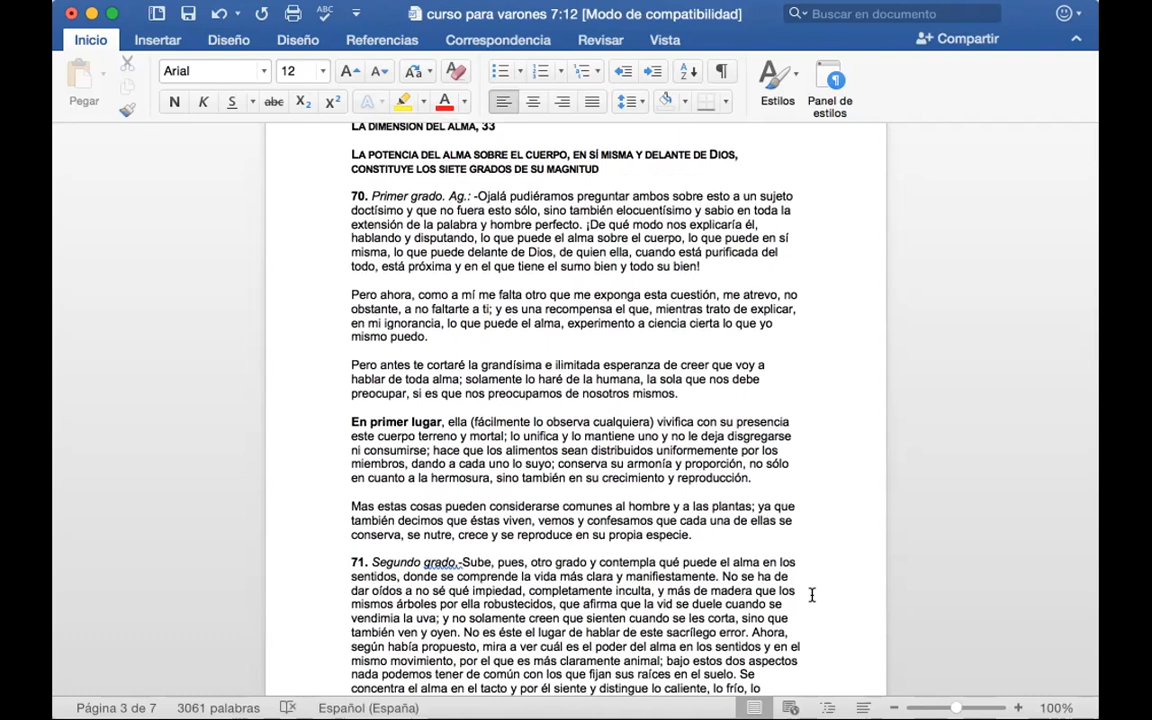 curso para varones 7:12 [Modo de compatibilidad]
Buscar en documento
Inicio Insertar Diseño Diseño Referencias Correspondencia Revisar Vista Compartir
Pegar
Arial 12
N K S abc X₂ X²
Estilos
Panel de
estilos
LA DIMENSIÓN DEL ALMA, 33
LA POTENCIA DEL ALMA SOBRE EL CUERPO, EN SÍ MISMA Y DELANTE DE DIOS,
CONSTITUYE LOS SIETE GRADOS DE SU MAGNITUD
70. Primer grado. Ag.: -Ojalá pudiéramos preguntar ambos sobre esto a un sujeto
doctísimo y que no fuera esto sólo, sino también elocuentísimo y sabio en toda la
extensión de la palabra y hombre perfecto. ¡De qué modo nos explicaría él,
hablando y disputando, lo que puede el alma sobre el cuerpo, lo que puede en sí
misma, lo que puede delante de Dios, de quien ella, cuando está purificada del
todo, está próxima y en el que tiene el sumo bien y todo su bien!
Pero ahora, como a mí me falta otro que me exponga esta cuestión, me atrevo, no
obstante, a no faltarte a ti; y es una recompensa el que, mientras trato de explicar,
en mi ignorancia, lo que puede el alma, experimento a ciencia cierta lo que yo
mismo puedo.
Pero antes te cortaré la grandísima e ilimitada esperanza de creer que voy a
hablar de toda alma; solamente lo haré de la humana, la sola que nos debe
preocupar, si es que nos preocupamos de nosotros mismos.
En primer lugar, ella (fácilmente lo observa cualquiera) vivifica con su presencia
este cuerpo terreno y mortal; lo unifica y lo mantiene uno y no le deja disgregarse
ni consumirse; hace que los alimentos sean distribuidos uniformemente por los
miembros, dando a cada uno lo suyo; conserva su armonía y proporción, no sólo
en cuanto a la hermosura, sino también en su crecimiento y reproducción.
Mas estas cosas pueden considerarse comunes al hombre y a las plantas; ya que
también decimos que éstas viven, vemos y confesamos que cada una de ellas se
conserva, se nutre, crece y se reproduce en su propia especie.
71. Segundo grado.-Sube, pues, otro grado y contempla qué puede el alma en los
sentidos, donde se comprende la vida más clara y manifiestamente. No se ha de
dar oídos a no sé qué impiedad, completamente inculta, y más de madera que los
mismos árboles por ella robustecidos, que afirma que la vid se duele cuando se
vendimia la uva; y no solamente creen que sienten cuando se les corta, sino que
también ven y oyen. No es éste el lugar de hablar de este sacrílego error. Ahora,
según había propuesto, mira a ver cuál es el poder del alma en los sentidos y en el
mismo movimiento, por el que es más claramente animal; bajo estos dos aspectos
nada podemos tener de común con los que fijan sus raíces en el suelo. Se
concentra el alma en el tacto y por él siente y distingue lo caliente, lo frío, lo
Página 3 de 7 3061 palabras Español (España) 100%